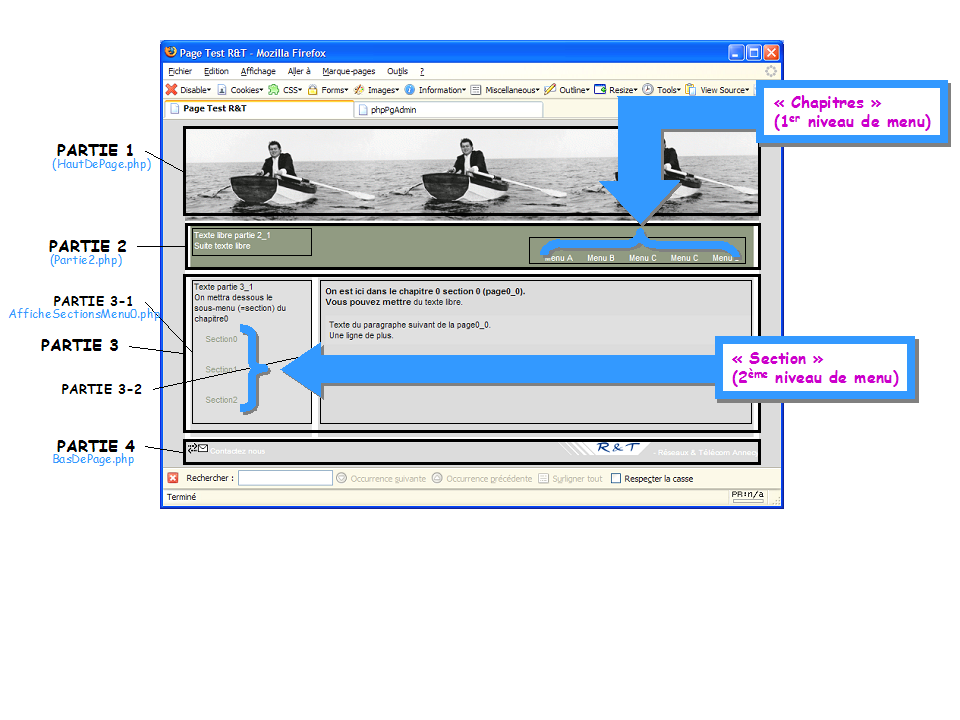 Page Test R&T - Mozilla Firefox
Fichier Edition Affichage Aller à Marque-pages Outils ?
Disable Cookies CSS Forms Images Information Miscellaneous Outline Resize Tools View Source
Page Test R&T phpPgAdmin
« Chapitres »
(1er niveau de menu)
PARTIE 1
(HautDePage.php)
PARTIE 2
(Partie2.php)
Texte libre partie 2_1
Suite texte libre
Menu A Menu B Menu C Menu C Menu
PARTIE 3-1
AfficheSectionsMenu0.php
PARTIE 3
PARTIE 3-2
Texte partie 3_1
On mettra dessous le
sous-menu (=section) du
chapitre0
Section0
Section1
Section2
On est ici dans le chapitre 0 section 0 (page0_0).
Vous pouvez mettre du texte libre.
Texte du paragraphe suivant de la page0_0.
Une ligne de plus.
« Section »
(2ème niveau de menu)
PARTIE 4
BasDePage.php
Contactez nous
R & T
- Réseaux & Télécom Annecy
Rechercher : Occurrence suivante Occurrence précédente Surligner tout Respecter la casse
Terminé
PR:n/a